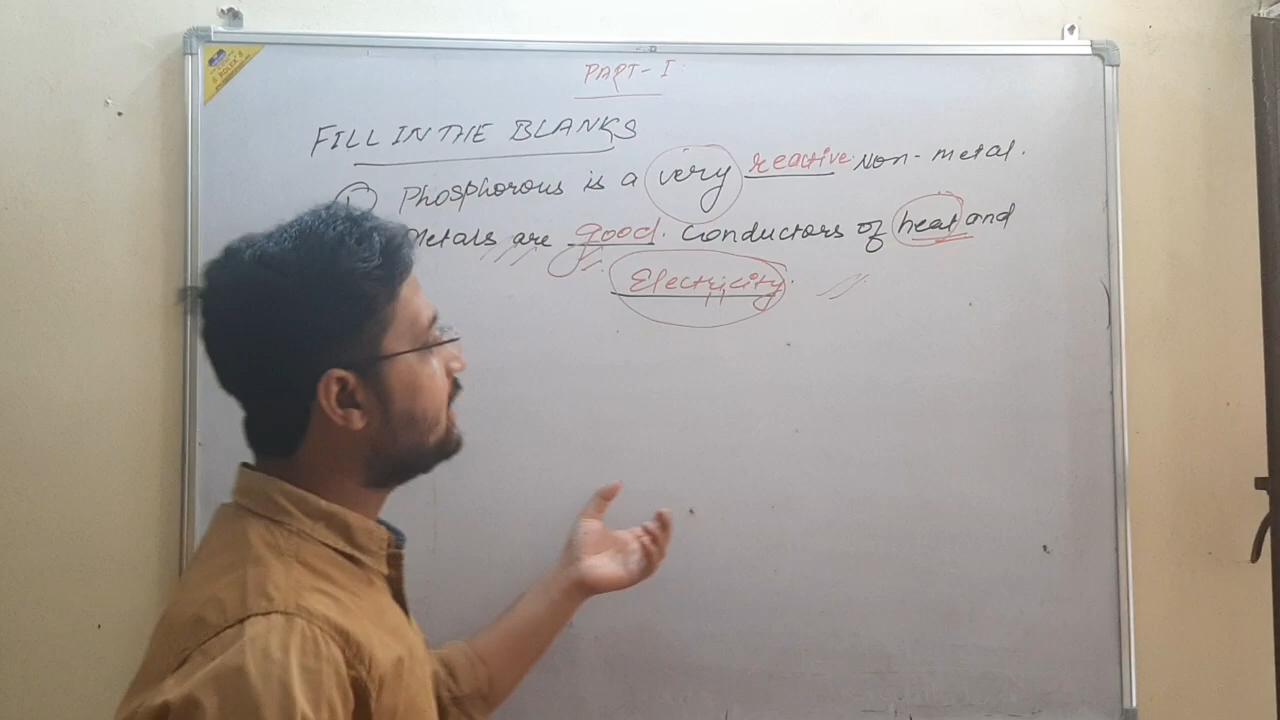 PART-I
FILL IN THE BLANKS
Phosphorous is a very reactive Non-metal.
Metals are good. Conductors of heat and
Electricity.